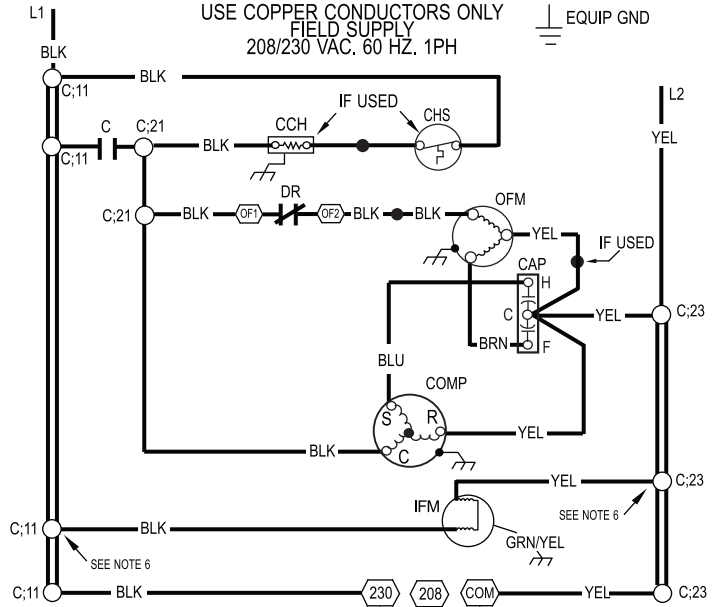 L1
USE COPPER CONDUCTORS ONLY
FIELD SUPPLY
208/230 VAC. 60 HZ. 1PH
EQUIP GND
BLK
BLK
C;11
L2
IF USED
C
C;21
CCH
CHS
C;11
BLK
YEL
DR
OFM
C;21
BLK
OF1
OF2
BLK
BLK
YEL
IF USED
CAP
H
C
YEL
C;23
BRN
F
BLU
COMP
S
R
YEL
C
BLK
YEL
C;23
IFM
SEE NOTE 6
C;11
BLK
GRN/YEL
SEE NOTE 6
C;11
BLK
230
208
COM
YEL
C;23